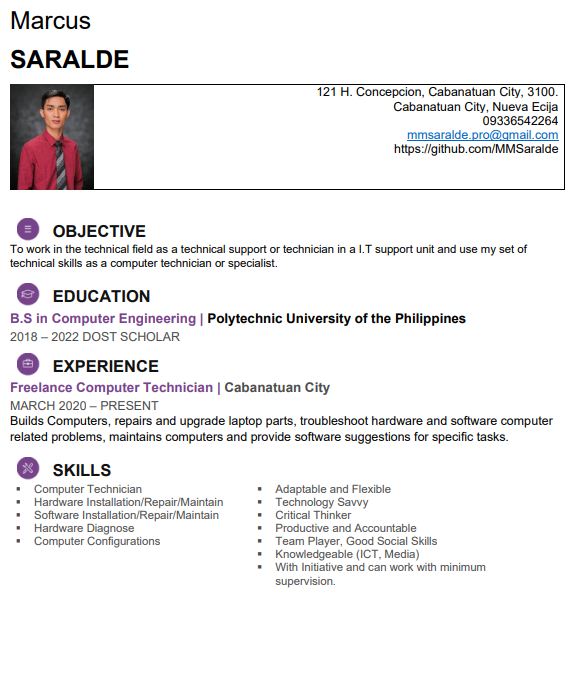 Marcus
SARALDE
121 H. Concepcion, Cabanatuan City, 3100.
Cabanatuan City, Nueva Ecija
09336542264
mmsaralde.pro@gmail.com
https://github.com/MMSaralde
OBJECTIVE
To work in the technical field as a technical support or technician in a I.T support unit and use my set of
technical skills as a computer technician or specialist.
EDUCATION
B.S in Computer Engineering | Polytechnic University of the Philippines
2018 – 2022 DOST SCHOLAR
EXPERIENCE
Freelance Computer Technician | Cabanatuan City
MARCH 2020 – PRESENT
Builds Computers, repairs and upgrade laptop parts, troubleshoot hardware and software computer
related problems, maintains computers and provide software suggestions for specific tasks.
SKILLS
▪ Computer Technician
▪ Hardware Installation/Repair/Maintain
▪ Software Installation/Repair/Maintain
▪ Hardware Diagnose
▪ Computer Configurations
▪ Adaptable and Flexible
▪ Technology Savvy
▪ Critical Thinker
▪ Productive and Accountable
▪ Team Player, Good Social Skills
▪ Knowledgeable (ICT, Media)
▪ With Initiative and can work with minimum
supervision.